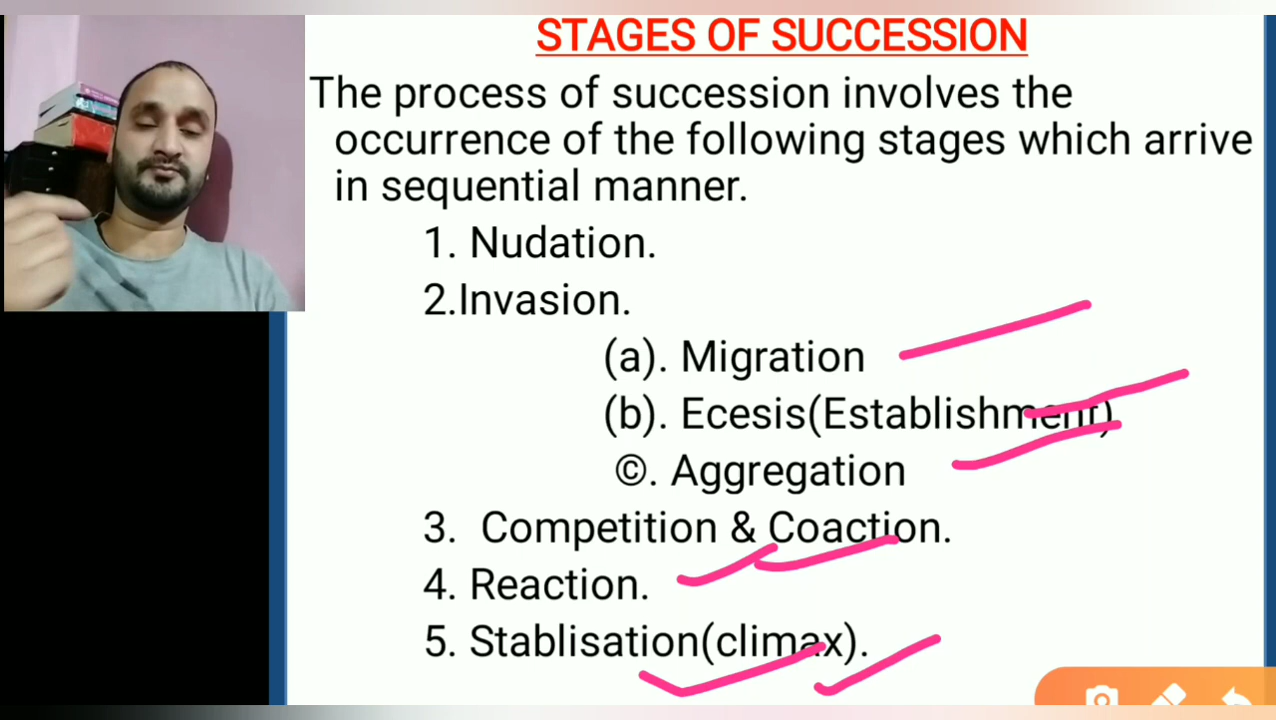 STAGES OF SUCCESSION
The process of succession involves the
occurrence of the following stages which arrive
in sequential manner.
1. Nudation.
2.Invasion.
(a). Migration
(b). Ecesis(Establishment)
©. Aggregation
3. Competition & Coaction.
4. Reaction.
5. Stablisation(climax).